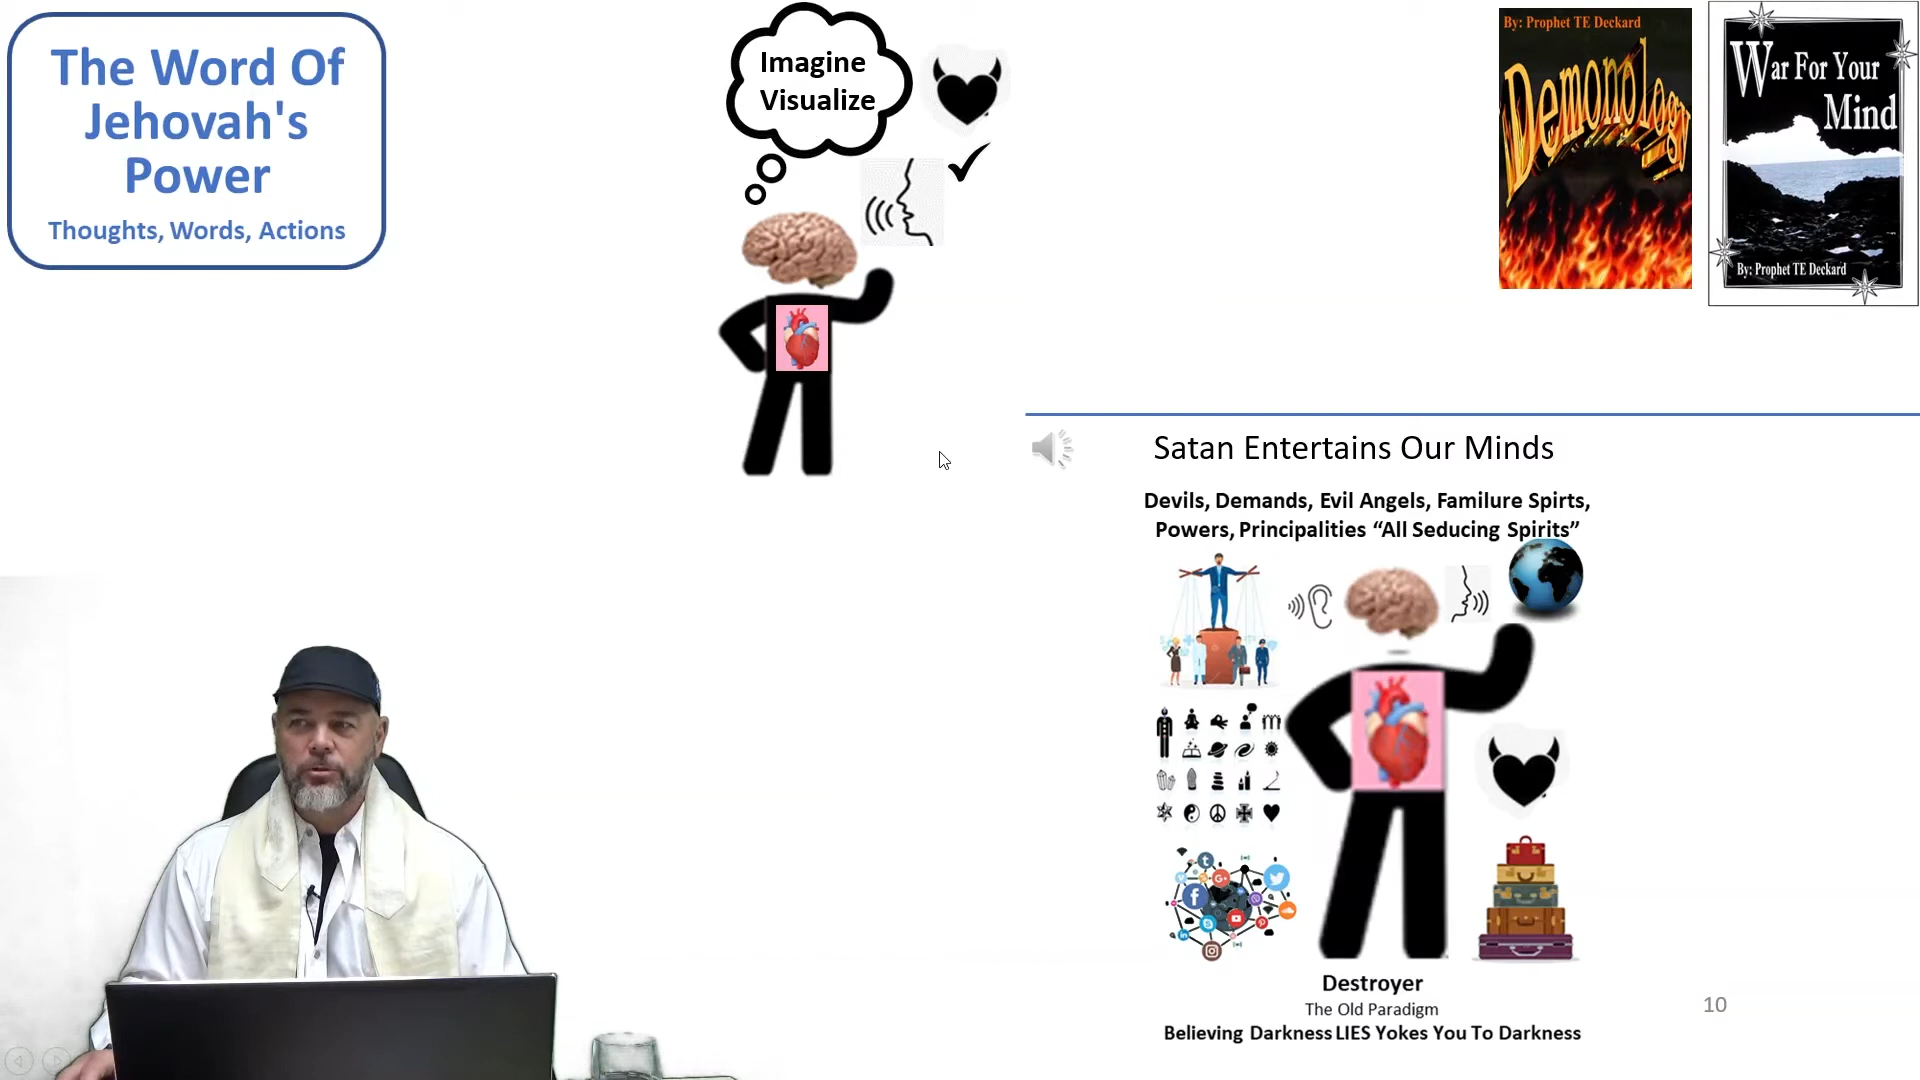 The Word Of
Jehovah's
Power
Thoughts, Words, Actions
Imagine
Visualize
By: Prophet TE Deckard
Demonology
War For Your
Mind
By: Prophet TE Deckard
Satan Entertains Our Minds
Devils, Demands, Evil Angels, Familure Spirts,
Powers, Principalities “All Seducing Spirits”
Destroyer
The Old Paradigm
Believing Darkness LIES Yokes You To Darkness
10